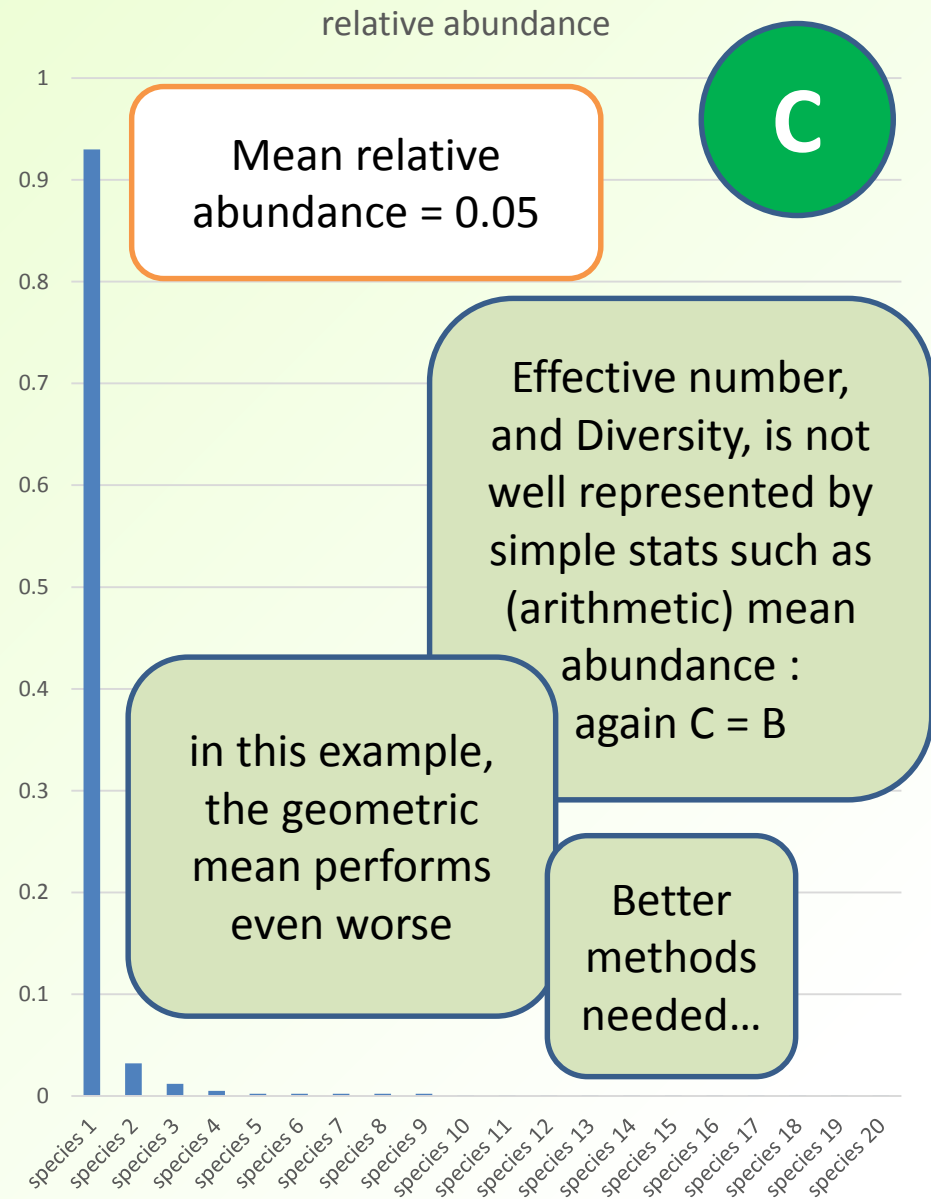 relative abundance
C
Mean relative
abundance = 0.05
Effective number,
and Diversity, is not
well represented by
simple stats such as
(arithmetic) mean
abundance :
again C = B
in this example,
the geometric
mean performs
even worse
Better
methods
needed...
1
0.9
0.8
0.7
0.6
0.5
0.4
0.3
0.2
0.1
0
species 1
species 2
species 3
species 4
species 5
species 6
species 7
species 8
species 9
species 10
species 11
species 12
species 13
species 14
species 15
species 16
species 17
species 18
species 19
species 20